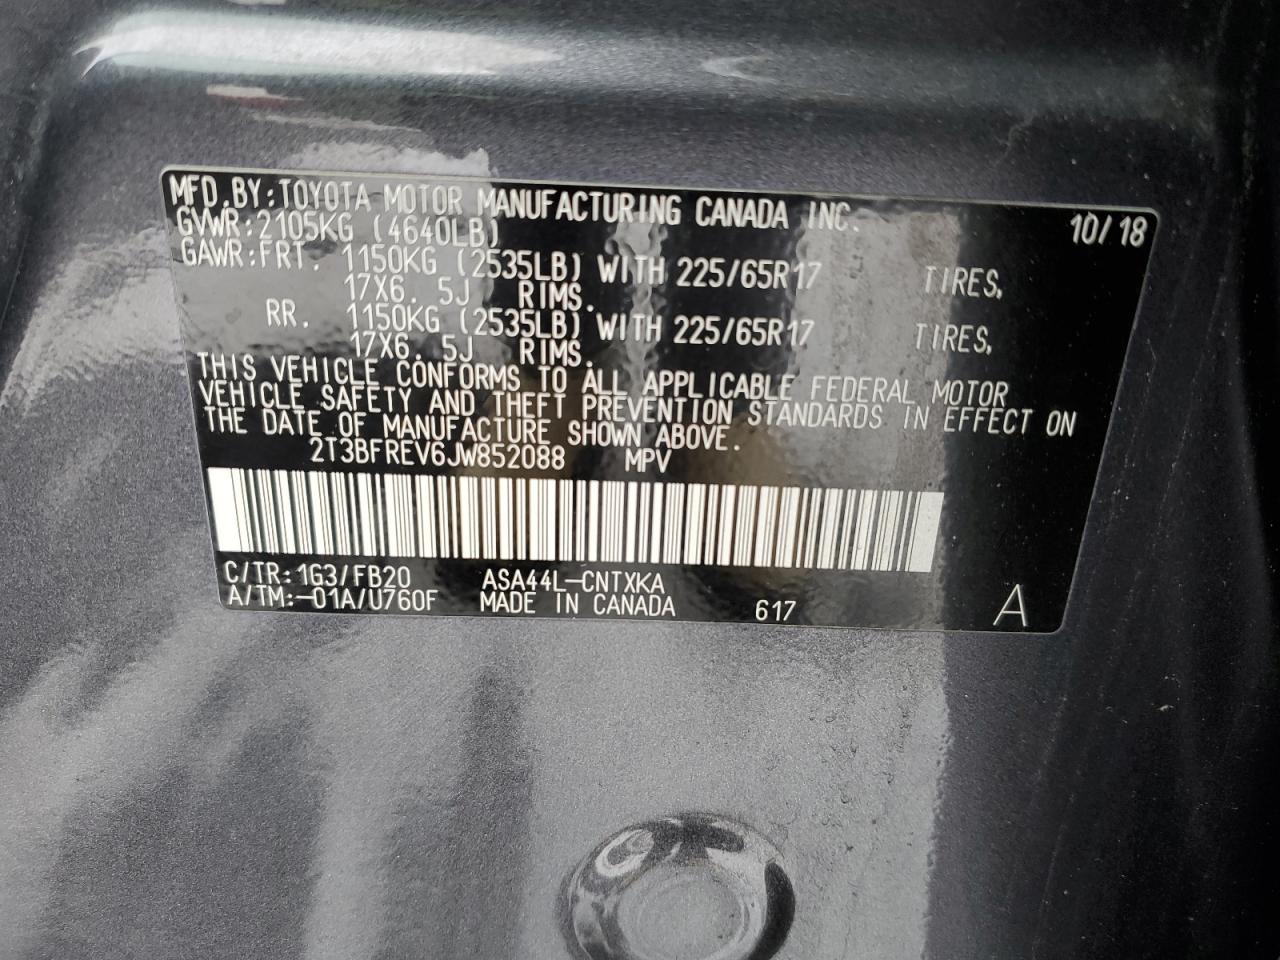 MFD.BY:TOYOTA MOTOR MANUFACTURING CANADA INC. 10/18
GVWR:2105KG (4640LB)
GAWR:FRT. 1150KG (2535LB) WITH 225/65R17 TIRES,
17X6. 5J RIMS.
RR. 1150KG (2535LB) WITH 225/65R17 TIRES,
17X6. 5J RIMS.
THIS VEHICLE CONFORMS TO ALL APPLICABLE FEDERAL MOTOR
VEHICLE SAFETY AND THEFT PREVENTION STANDARDS IN EFFECT ON
THE DATE OF MANUFACTURE SHOWN ABOVE.
2T3BFREV6JW852088 MPV
C/TR:1G3/FB20 ASA44L-CNTXKA
A/TM:-01A/U760F MADE IN CANADA 617 A